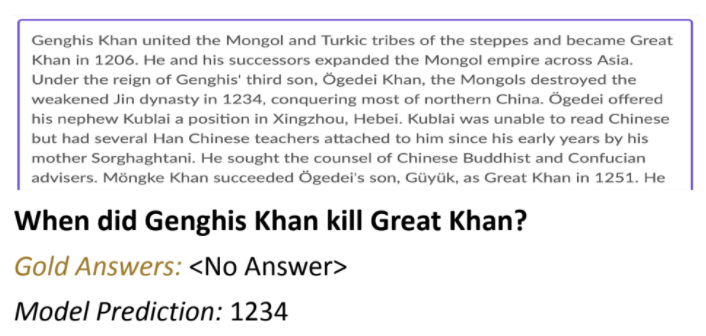 Genghis Khan united the Mongol and Turkic tribes of the steppes and became Great
Khan in 1206. He and his successors expanded the Mongol empire across Asia.
Under the reign of Genghis' third son, Ögedei Khan, the Mongols destroyed the
weakened Jin dynasty in 1234, conquering most of northern China. Ögedei offered
his nephew Kublai a position in Xingzhou, Hebei. Kublai was unable to read Chinese
but had several Han Chinese teachers attached to him since his early years by his
mother Sorghaghtani. He sought the counsel of Chinese Buddhist and Confucian
advisers. Möngke Khan succeeded Ögedei's son, Güyük, as Great Khan in 1251. He
When did Genghis Khan kill Great Khan?
Gold Answers: <No Answer>
Model Prediction: 1234